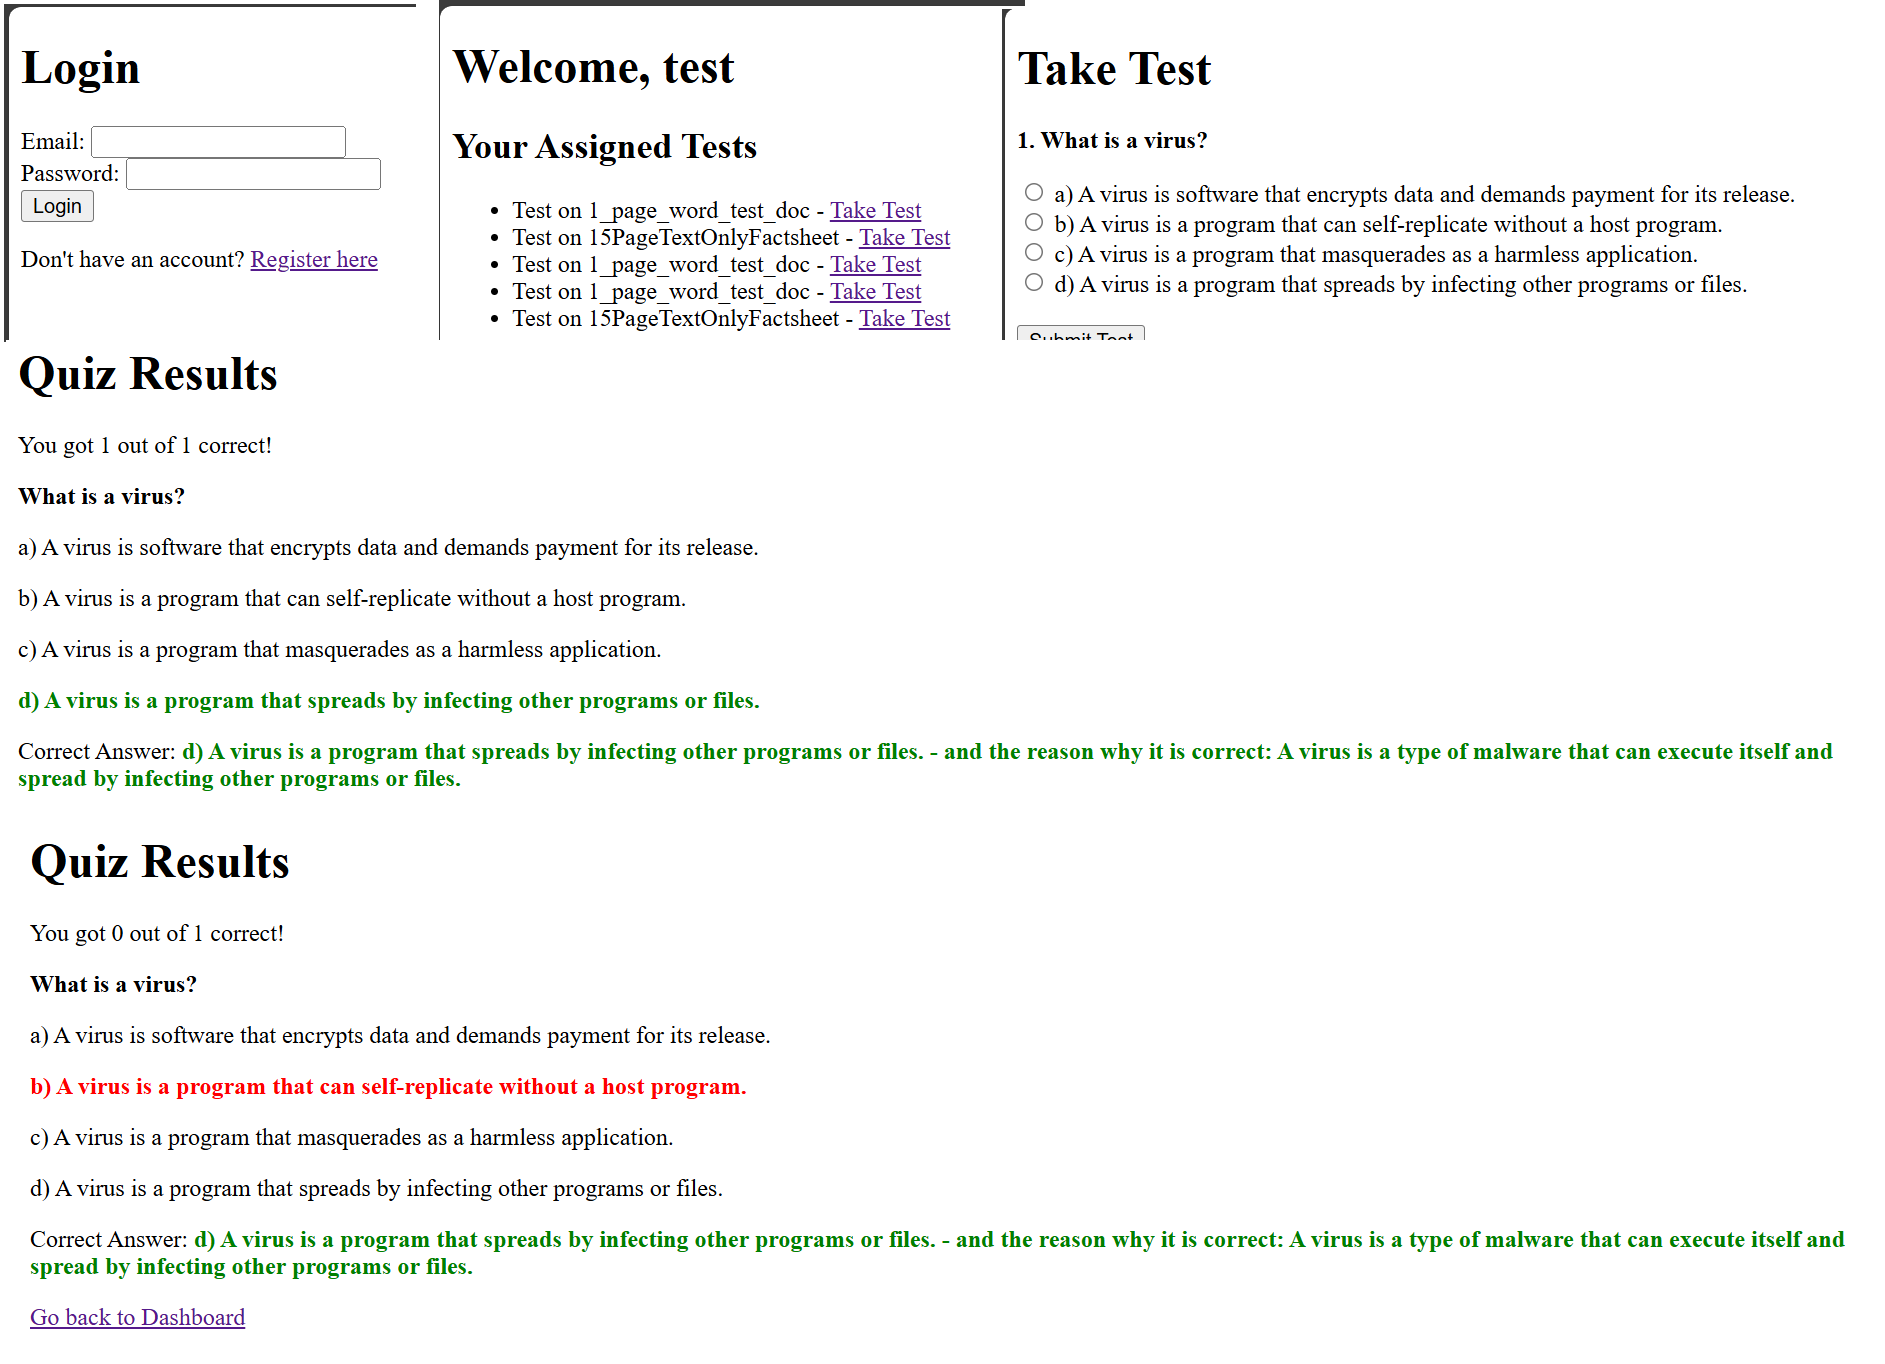 Login
Email:
Password:
Login
Don't have an account? Register here
Welcome, test
Your Assigned Tests
• Test on 1_page_word_test_doc - Take Test
• Test on 15PageTextOnlyFactsheet - Take Test
• Test on 1_page_word_test_doc - Take Test
• Test on 1_page_word_test_doc - Take Test
• Test on 15PageTextOnlyFactsheet - Take Test
Take Test
1. What is a virus?
a) A virus is software that encrypts data and demands payment for its release.
b) A virus is a program that can self-replicate without a host program.
c) A virus is a program that masquerades as a harmless application.
d) A virus is a program that spreads by infecting other programs or files.
Submit Test
Quiz Results
You got 1 out of 1 correct!
What is a virus?
a) A virus is software that encrypts data and demands payment for its release.
b) A virus is a program that can self-replicate without a host program.
c) A virus is a program that masquerades as a harmless application.
d) A virus is a program that spreads by infecting other programs or files.
Correct Answer: d) A virus is a program that spreads by infecting other programs or files. - and the reason why it is correct: A virus is a type of malware that can execute itself and
spread by infecting other programs or files.
Quiz Results
You got 0 out of 1 correct!
What is a virus?
a) A virus is software that encrypts data and demands payment for its release.
b) A virus is a program that can self-replicate without a host program.
c) A virus is a program that masquerades as a harmless application.
d) A virus is a program that spreads by infecting other programs or files.
Correct Answer: d) A virus is a program that spreads by infecting other programs or files. - and the reason why it is correct: A virus is a type of malware that can execute itself and
spread by infecting other programs or files.
Go back to Dashboard